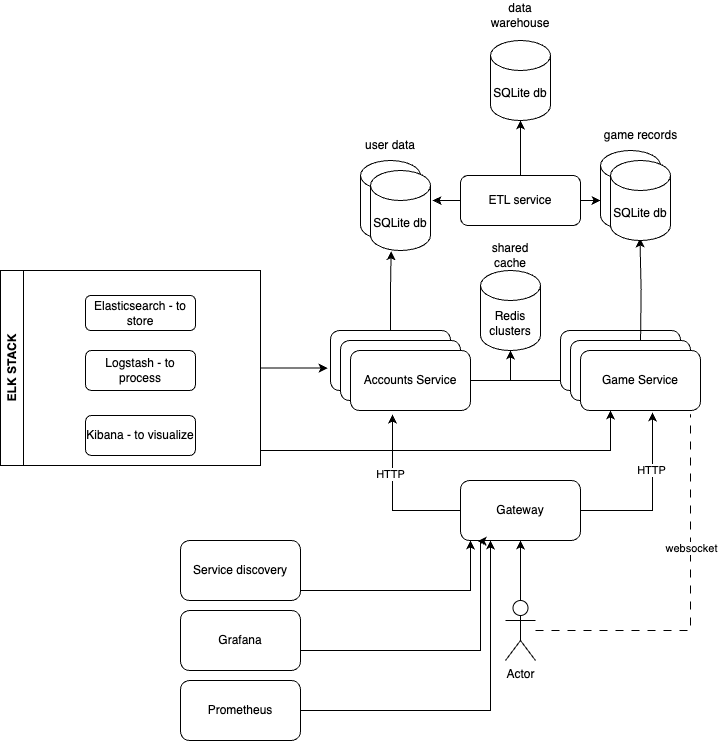 data
warehouse
SQLite db
user data
game records
SQLite db
ETL service
SQLite db
shared
cache
Redis
clusters
ELK STACK
Elasticsearch - to
store
Logstash - to
process
Kibana - to visualize
Accounts Service
Game Service
HTTP
HTTP
Gateway
websocket
Service discovery
Grafana
Prometheus
Actor